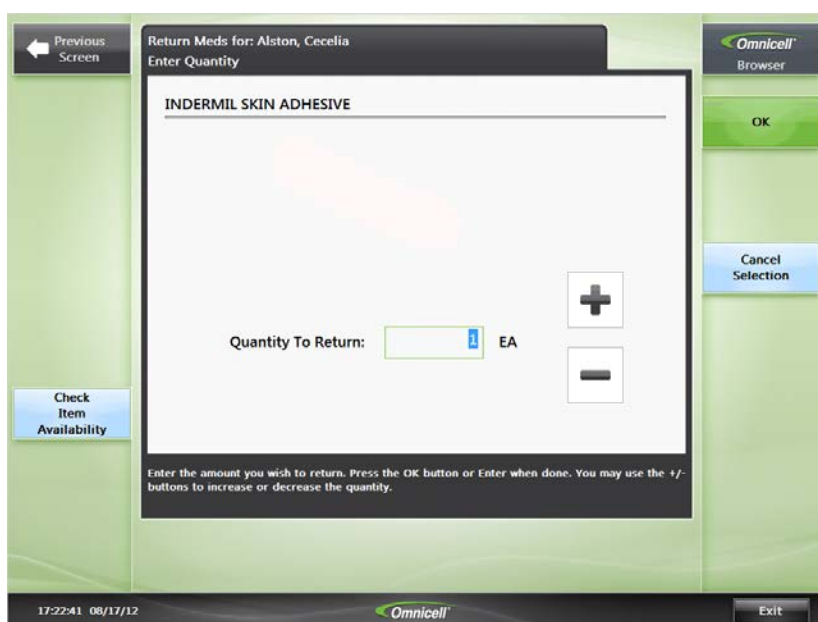 Previous
Screen
Return Meds for: Alston, Cecelia
Enter Quantity
Omnicell
Browser
INDERMIL SKIN ADHESIVE
OK
Cancel
Selection
Quantity To Return:
1
EA
Check
Item
Availability
Enter the amount you wish to return. Press the OK button or Enter when done. You may use the +/-
buttons to increase or decrease the quantity.
17:22:41 08/17/12
Omnicell
Exit